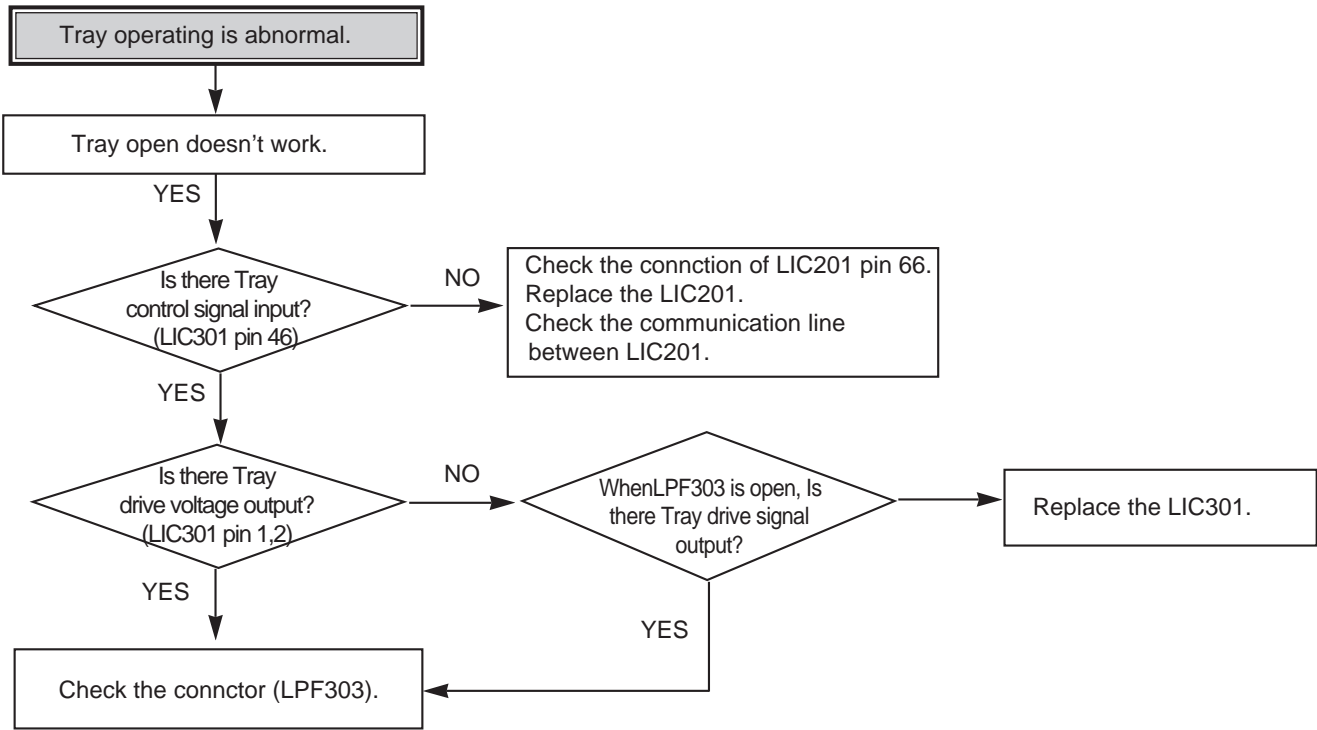 Tray operating is abnormal.
Tray open doesn't work.
YES
Is there Tray
control signal input?
(LIC301 pin 46)
NO
Check the connction of LIC201 pin 66.
Replace the LIC201.
Check the communication line
between LIC201.
YES
Is there Tray
drive voltage output?
(LIC301 pin 1,2)
NO
WhenLPF303 is open, Is
there Tray drive signal
output?
Replace the LIC301.
YES
YES
Check the connctor (LPF303).